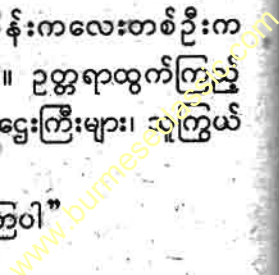 န်းကလေးတစ်ဦးက
။ ဥတ္တရာထွက်ကြည့်
ဌေးကြီးများ၊ သူကြွယ်
ကြပါ”
www.burmeseclassic.com